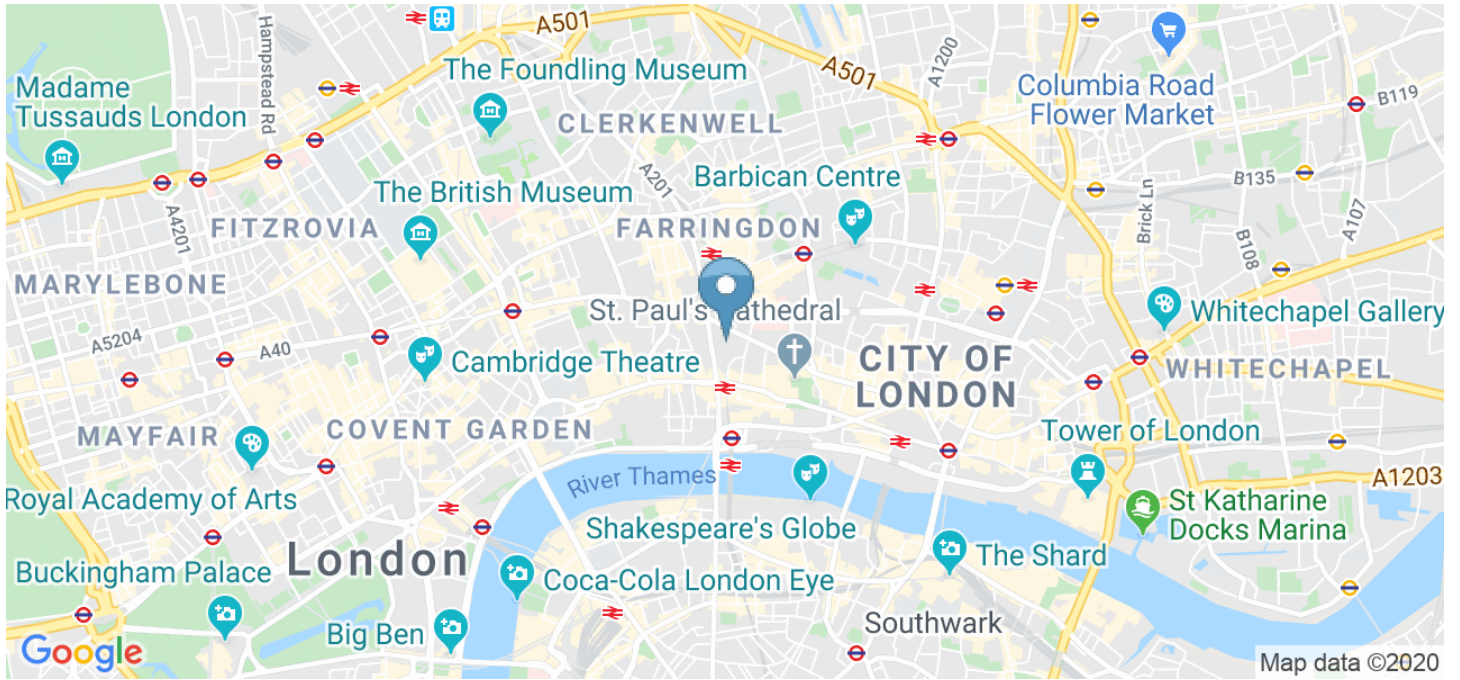 A501
Hampstead Rd
The Foundling Museum
A501
A1200
Columbia Road
Flower Market
B119
Madame
Tussauds London
CLERKENWELL
A201
Barbican Centre
B135
The British Museum
A4201
FITZROVIA
FARRINGDON
Brick Ln
A107
B108
MARYLEBONE
St. Paul's
athedral
Whitechapel Gallery
A5204
A40
Cambridge Theatre
CITY OF
LONDON
WHITECHAPEL
MAYFAIR
COVENT GARDEN
Tower of London
River Thames
A1203
Royal Academy of Arts
St Katharine
Docks Marina
Shakespeare's Globe
London
The Shard
Buckingham Palace
Coca-Cola London Eye
Big Ben
Southwark
Google
Map data ©2020